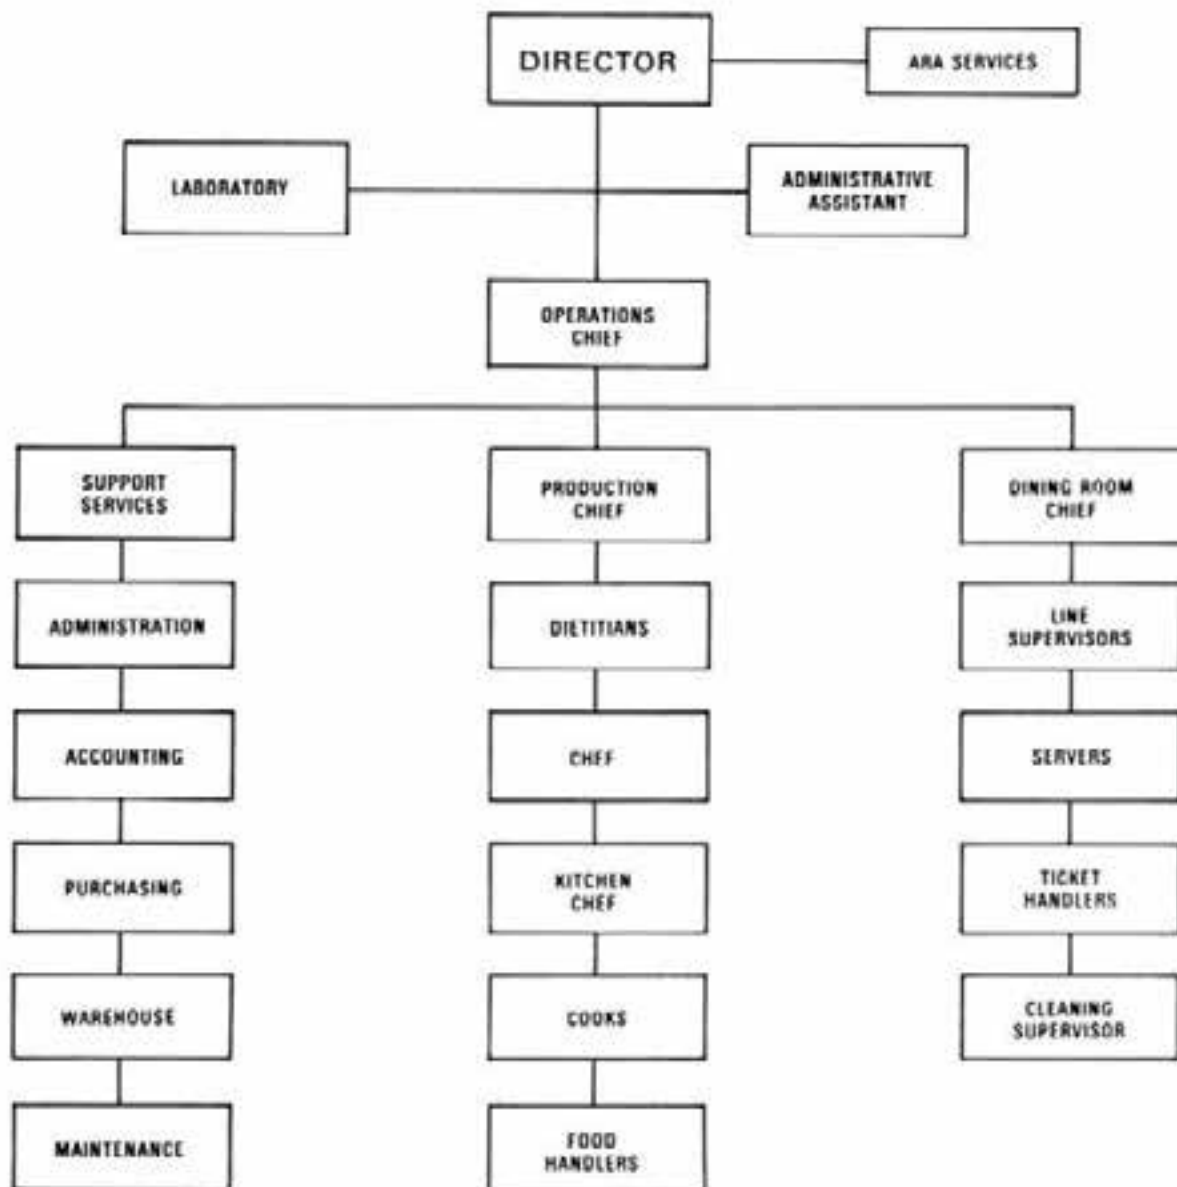 DIRECTOR
ARA SERVICES
LABORATORY
ADMINISTRATIVE
ASSISTANT
OPERATIONS
CHIEF
SUPPORT
SERVICES
PRODUCTION
CHIEF
DINING ROOM
CHIEF
ADMINISTRATION
DIETITIANS
LINE
SUPERVISORS
ACCOUNTING
CHEF
SERVERS
PURCHASING
KITCHEN
CHEF
TICKET
HANDLERS
WAREHOUSE
COOKS
CLEANING
SUPERVISOR
MAINTENANCE
FOOD
HANDLERS